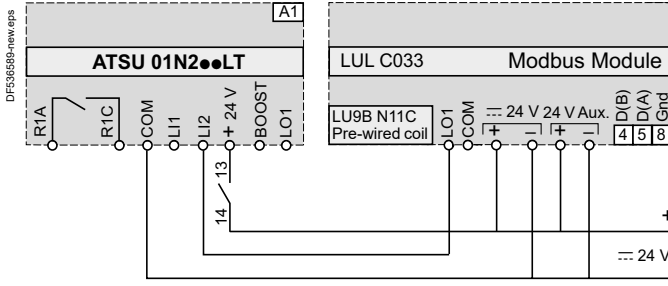 DF536589-new.eps
A1
ATSU 01N2●●LT
R1A
R1C
COM
LI1
LI2
+ 24 V
BOOST
LO1
13
14
LUL C033
Modbus Module
LU9B N11C
Pre-wired coil
LO1
COM
24 V
24 V Aux.
+ – + –
D(B)
D(A)
Gnd
4 5 8
+
24 V